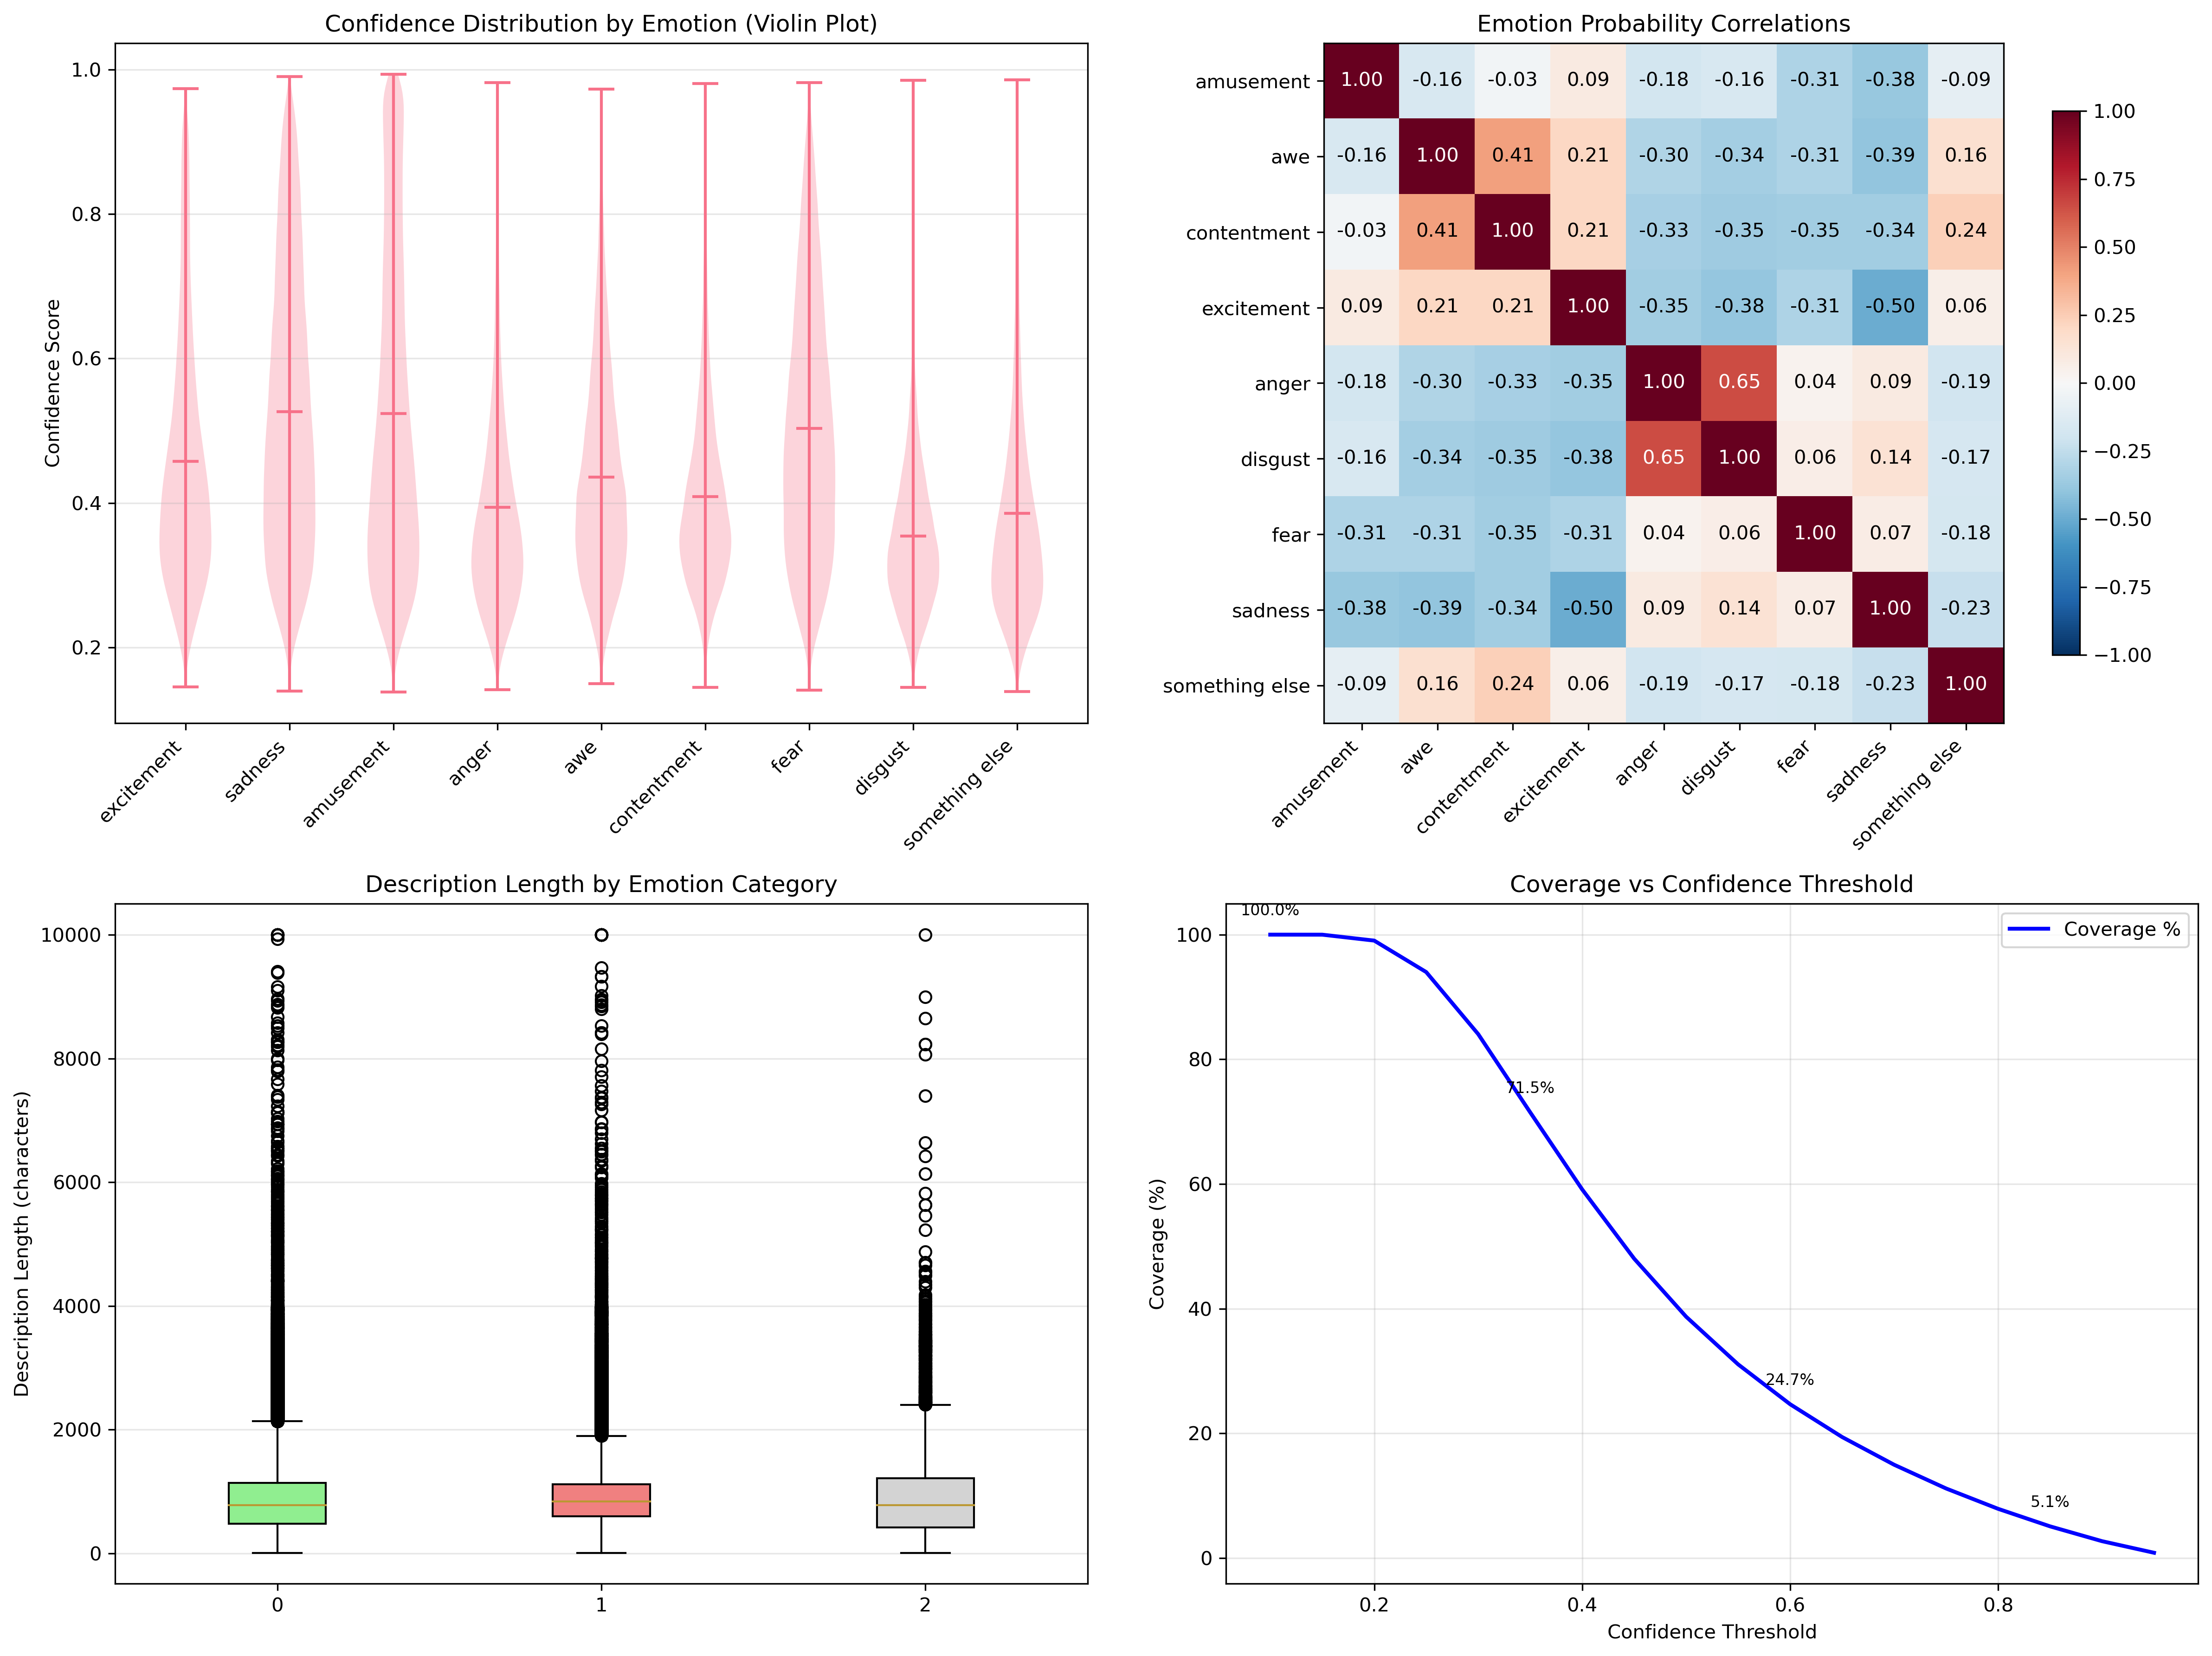 Confidence Distribution by Emotion (Violin Plot)
Confidence Score
1.0
0.8
0.6
0.4
0.2
excitement
sadness
amusement
anger
awe
contentment
fear
disgust
something else
Emotion Probability Correlations
amusement 1.00 -0.16 -0.03 0.09 -0.18 -0.16 -0.31 -0.38 -0.09
awe -0.16 1.00 0.41 0.21 -0.30 -0.34 -0.31 -0.39 0.16
contentment -0.03 0.41 1.00 0.21 -0.33 -0.35 -0.35 -0.34 0.24
excitement 0.09 0.21 0.21 1.00 -0.35 -0.38 -0.31 -0.50 0.06
anger -0.18 -0.30 -0.33 -0.35 1.00 0.65 0.04 0.09 -0.19
disgust -0.16 -0.34 -0.35 -0.38 0.65 1.00 0.06 0.14 -0.17
fear -0.31 -0.31 -0.35 -0.31 0.04 0.06 1.00 0.07 -0.18
sadness -0.38 -0.39 -0.34 -0.50 0.09 0.14 0.07 1.00 -0.23
something else -0.09 0.16 0.24 0.06 -0.19 -0.17 -0.18 -0.23 1.00
amusement
awe
contentment
excitement
anger
disgust
fear
sadness
something else
1.00
0.75
0.50
0.25
0.00
−0.25
−0.50
−0.75
−1.00
Description Length by Emotion Category
Description Length (characters)
10000
8000
6000
4000
2000
0
0 1 2
Coverage vs Confidence Threshold
Coverage %
Coverage (%)
100
80
60
40
20
0
100.0%
71.5%
24.7%
5.1%
0.2 0.4 0.6 0.8
Confidence Threshold